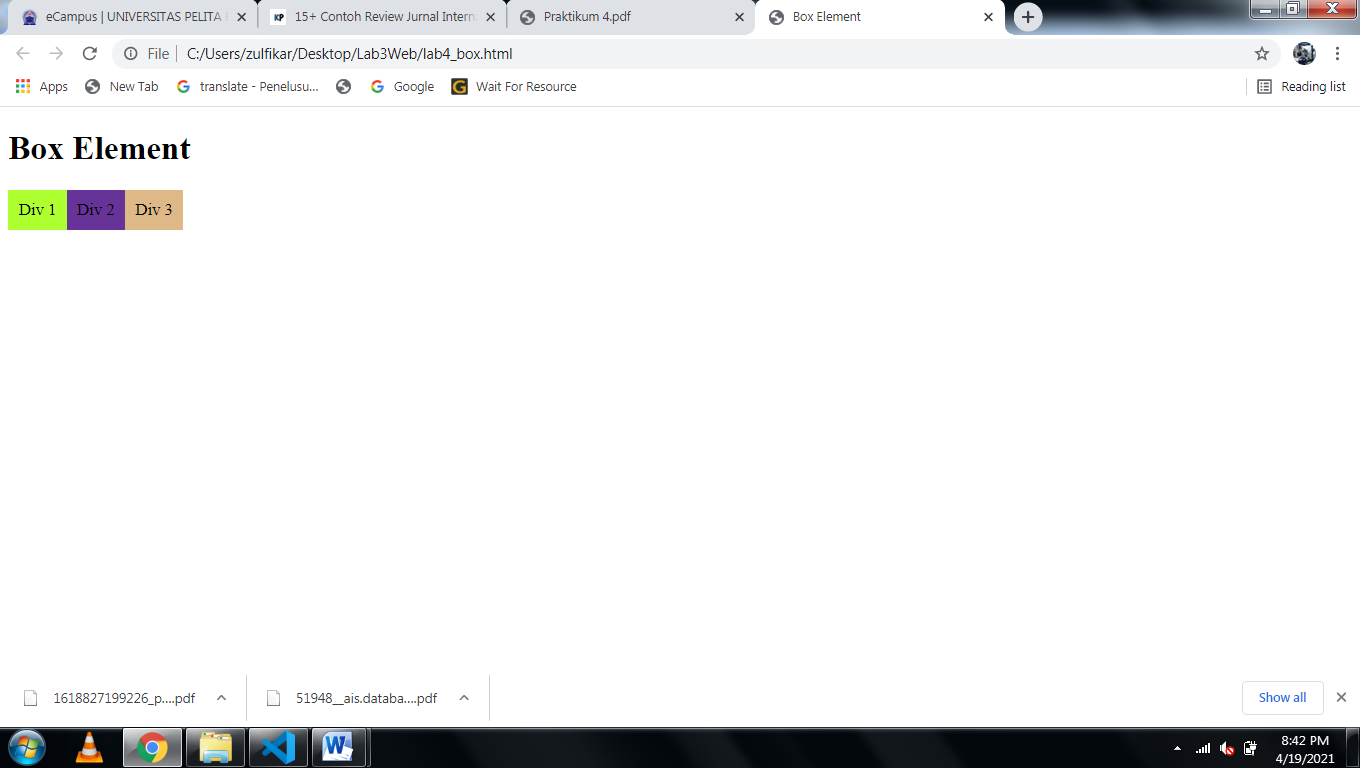 eCampus | UNIVERSITAS PELITA
15+ Contoh Review Jurnal Intern
Praktikum 4.pdf
Box Element
File
C:/Users/zulfikar/Desktop/Lab3Web/lab4_box.html
Apps
New Tab
translate - Penelusu...
Google
Wait For Resource
Reading list
Box Element
Div 1 Div 2 Div 3
1618827199226_p....pdf
51948__ais.databa....pdf
Show all
8:42 PM
4/19/2021